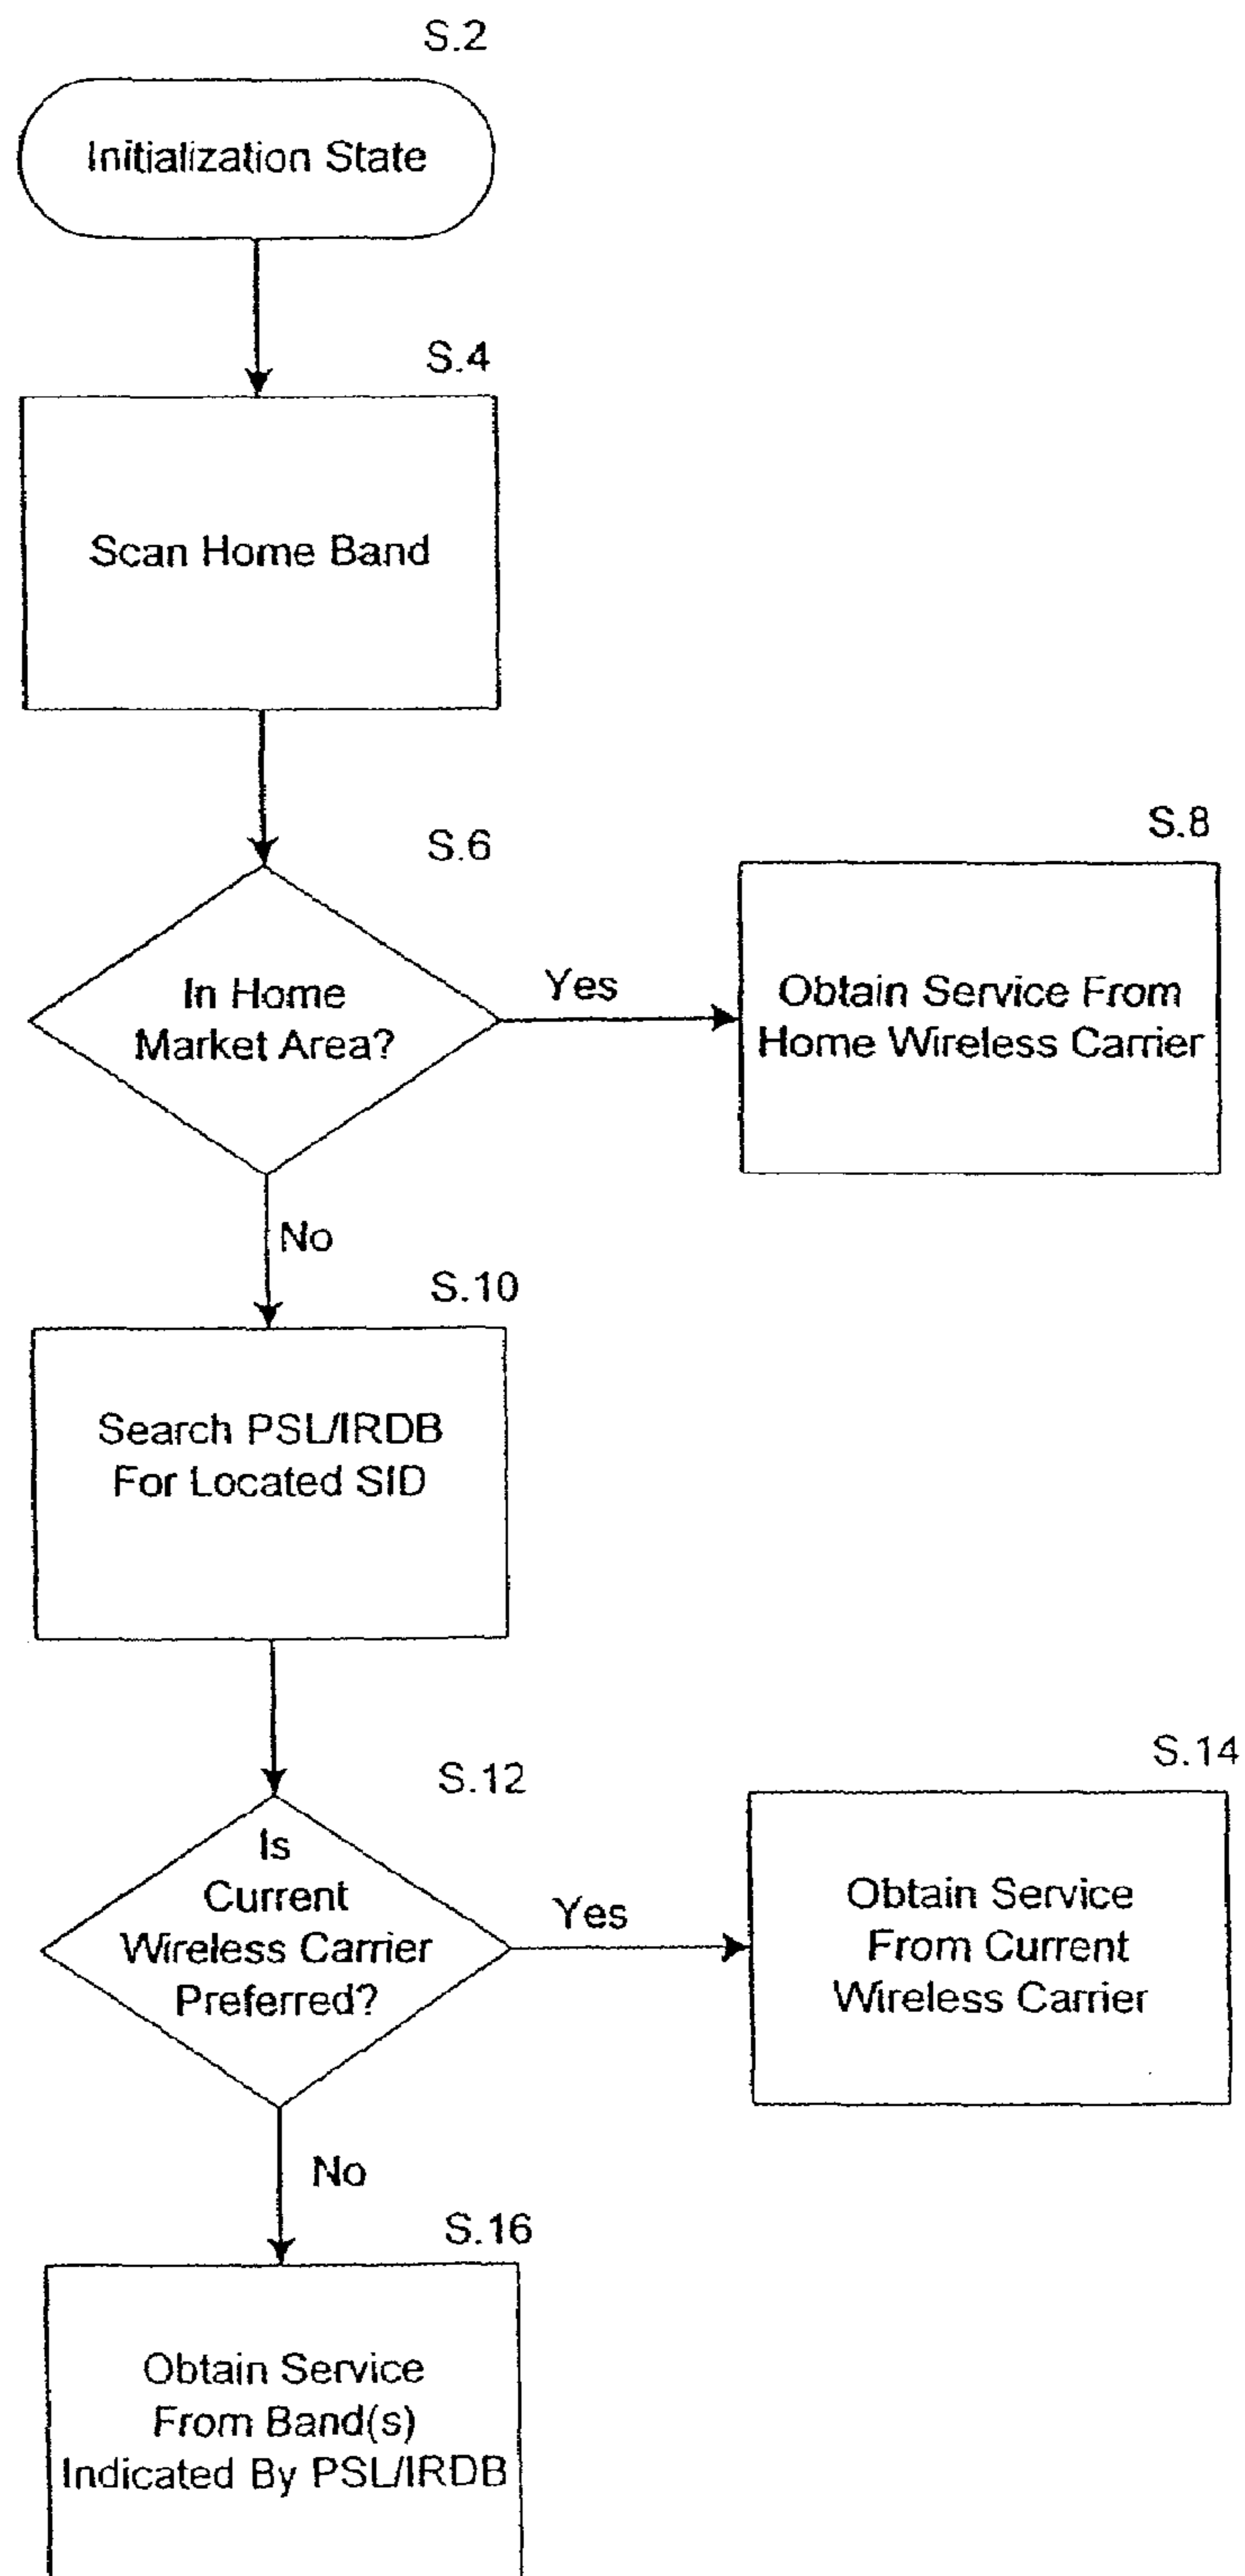 S.2
Initialization State
S.4
Scan Home Band
S.6
In Home
Market Area?
Yes
S.8
Obtain Service From
Home Wireless Carrier
No
S.10
Search PSL/IRDB
For Located SID
S.12
Is
Current
Wireless Carrier
Preferred?
Yes
S.14
Obtain Service
From Current
Wireless Carrier
No
S.16
Obtain Service
From Band(s)
Indicated By PSL/IRDB